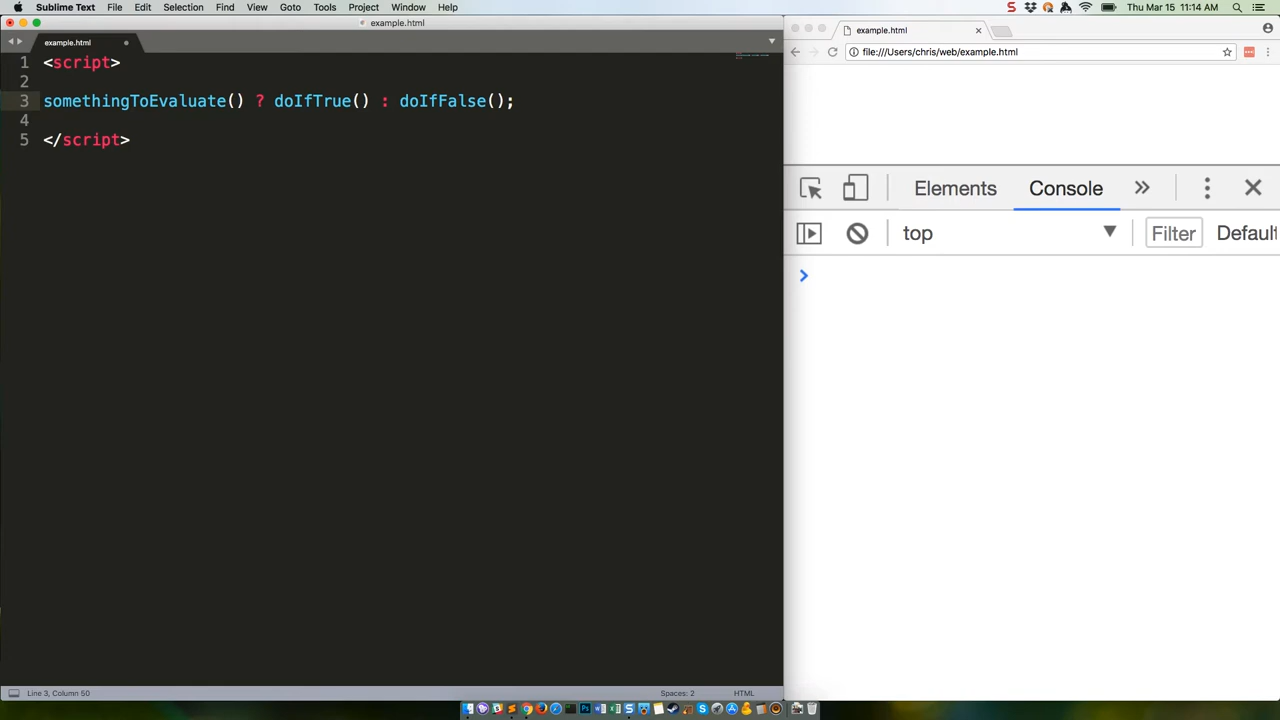 Sublime Text File Edit Selection Find View Goto Tools Project Window Help Thu Mar 15 11:14 AM
example.html
example.html
example.html
file:///Users/chris/web/example.html
1 <script>
2
3 somethingToEvaluate() ? doIfTrue() : doIfFalse();
4
5 </script>
Elements Console »
top Filter Default
>
Line 3, Column 50 Spaces: 2 HTML